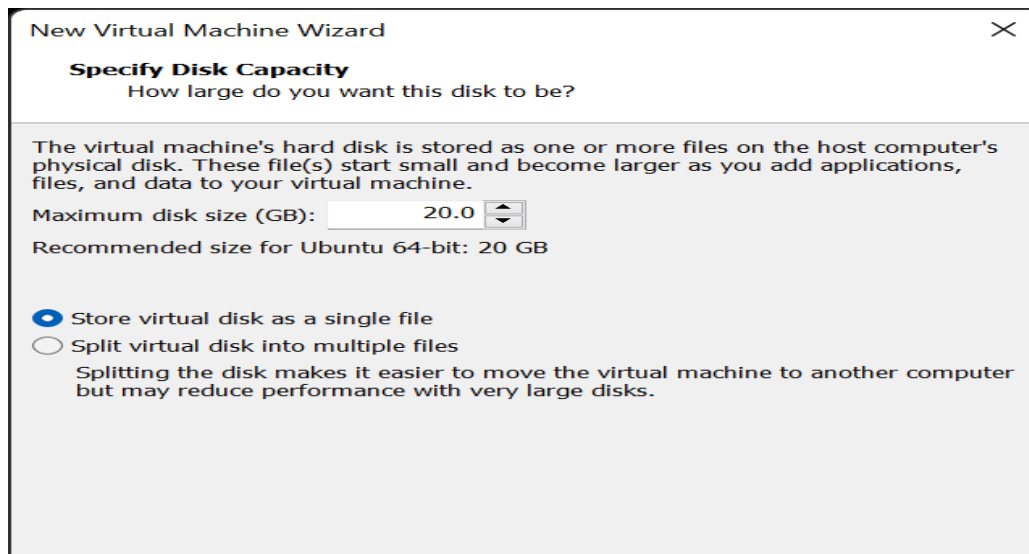 New Virtual Machine Wizard
Specify Disk Capacity
How large do you want this disk to be?
The virtual machine's hard disk is stored as one or more files on the host computer's
physical disk. These file(s) start small and become larger as you add applications,
files, and data to your virtual machine.
Maximum disk size (GB): 20.0
Recommended size for Ubuntu 64-bit: 20 GB
Store virtual disk as a single file
Split virtual disk into multiple files
Splitting the disk makes it easier to move the virtual machine to another computer
but may reduce performance with very large disks.